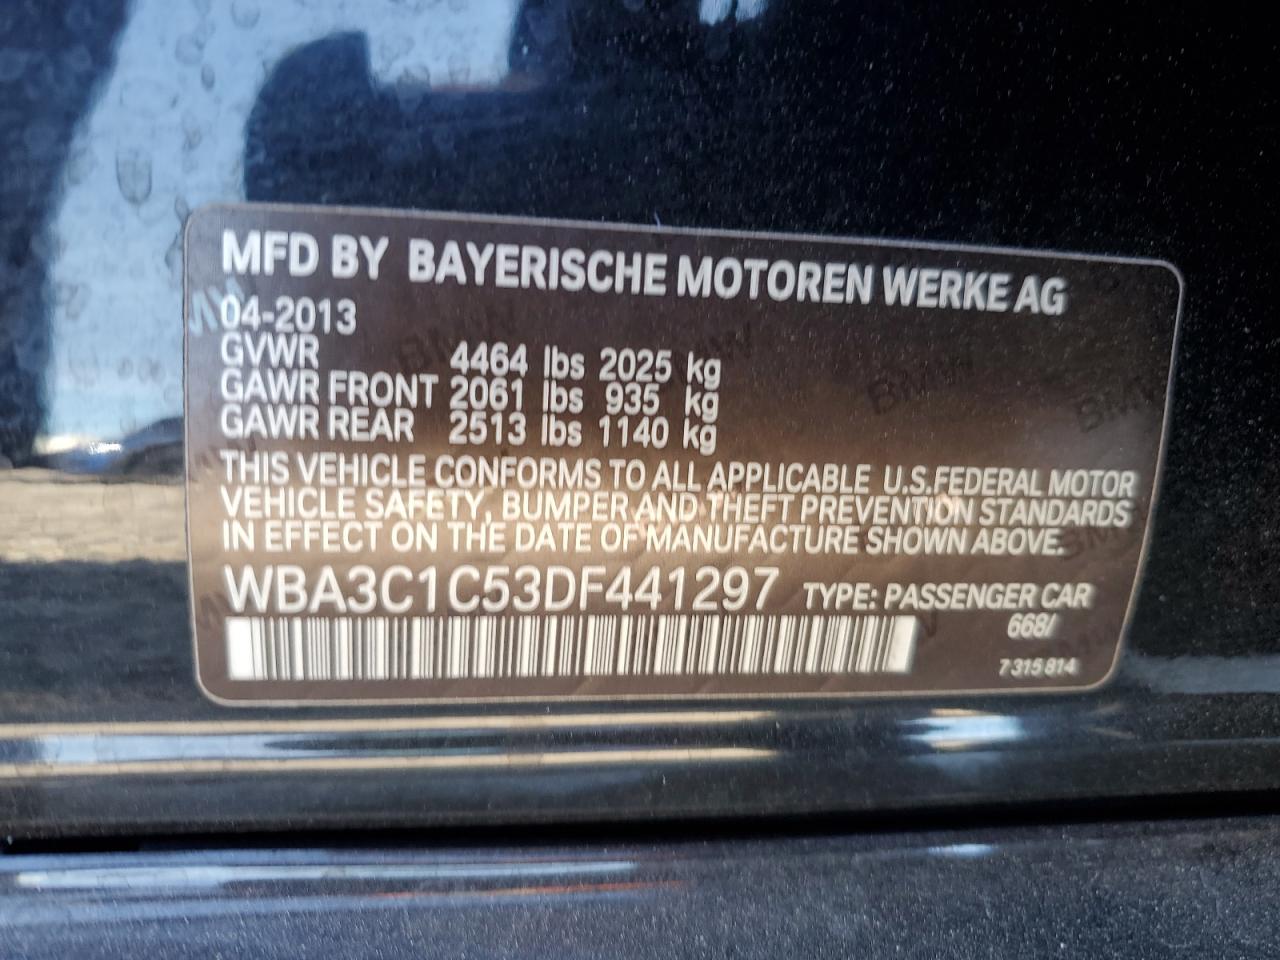 MFD BY BAYERISCHE MOTOREN WERKE AG
04-2013
GVWR 4464 lbs 2025 kg
GAWR FRONT 2061 lbs 935 kg
GAWR REAR 2513 lbs 1140 kg
THIS VEHICLE CONFORMS TO ALL APPLICABLE U.S.FEDERAL MOTOR
VEHICLE SAFETY, BUMPER AND THEFT PREVENTION STANDARDS
IN EFFECT ON THE DATE OF MANUFACTURE SHOWN ABOVE.
WBA3C1C53DF441297 TYPE: PASSENGER CAR
668/
7 315 814